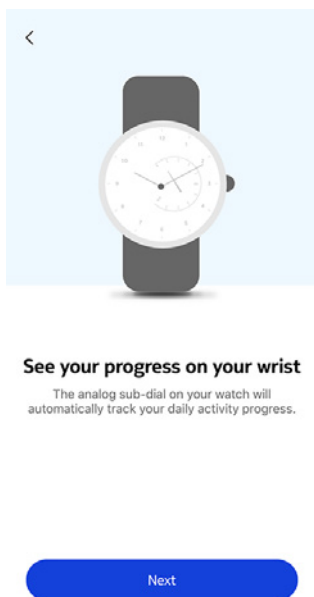 See your progress on your wrist
The analog sub-dial on your watch will
automatically track your daily activity progress.
Next